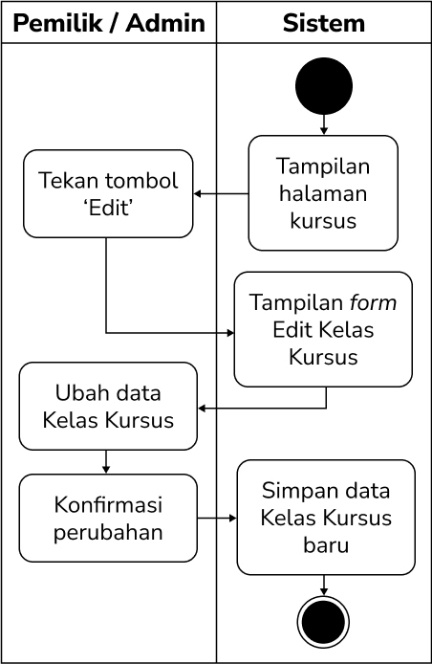 Pemilik / Admin
Sistem
Tampilan
halaman
kursus
Tekan tombol
‘Edit’
Tampilan form
Edit Kelas
Kursus
Ubah data
Kelas Kursus
Konfirmasi
perubahan
Simpan data
Kelas Kursus
baru